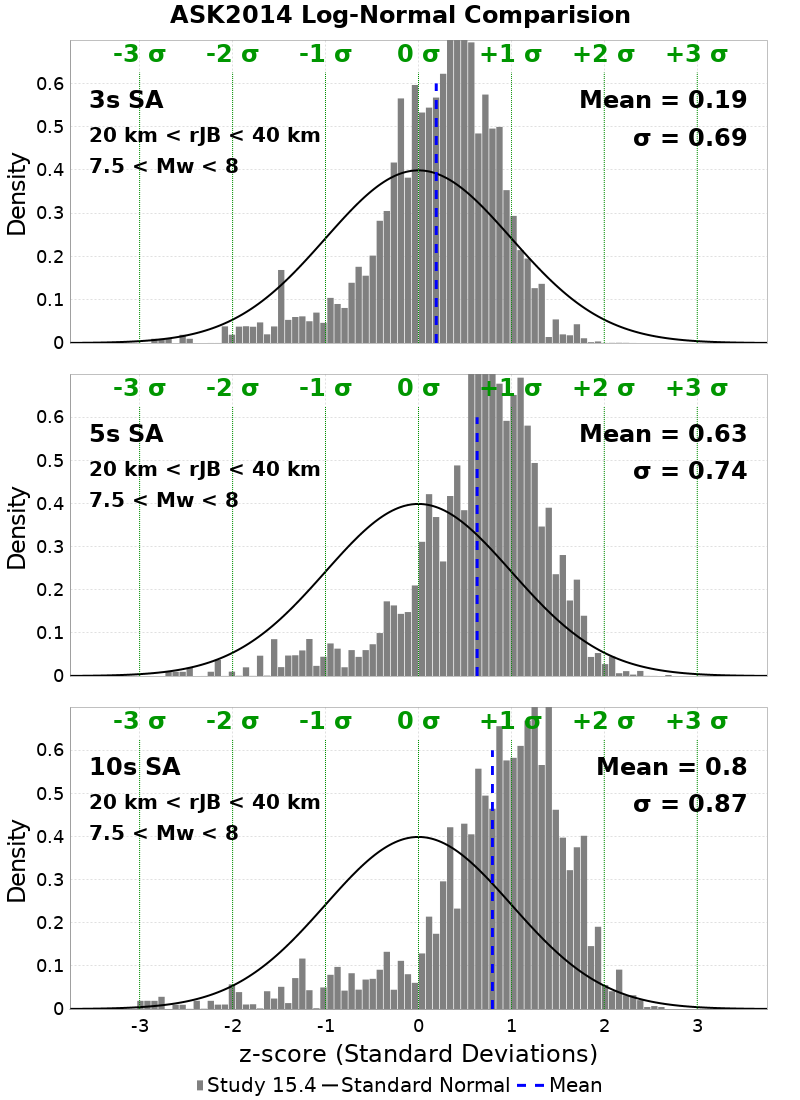 ASK2014 Log-Normal Comparision
-3 σ -2 σ -1 σ 0 σ +1 σ +2 σ +3 σ
3s SA
Mean = 0.19
20 km < rJB < 40 km
σ = 0.69
7.5 < Mw < 8
Density
0.6
0.5
0.4
0.3
0.2
0.1
0
-3 σ -2 σ -1 σ 0 σ +1 σ +2 σ +3 σ
5s SA
Mean = 0.63
20 km < rJB < 40 km
σ = 0.74
7.5 < Mw < 8
Density
0.6
0.5
0.4
0.3
0.2
0.1
0
-3 σ -2 σ -1 σ 0 σ +1 σ +2 σ +3 σ
10s SA
Mean = 0.8
20 km < rJB < 40 km
σ = 0.87
7.5 < Mw < 8
Density
0.6
0.5
0.4
0.3
0.2
0.1
0
-3 -2 -1 0 1 2 3
z-score (Standard Deviations)
Study 15.4 Standard Normal Mean